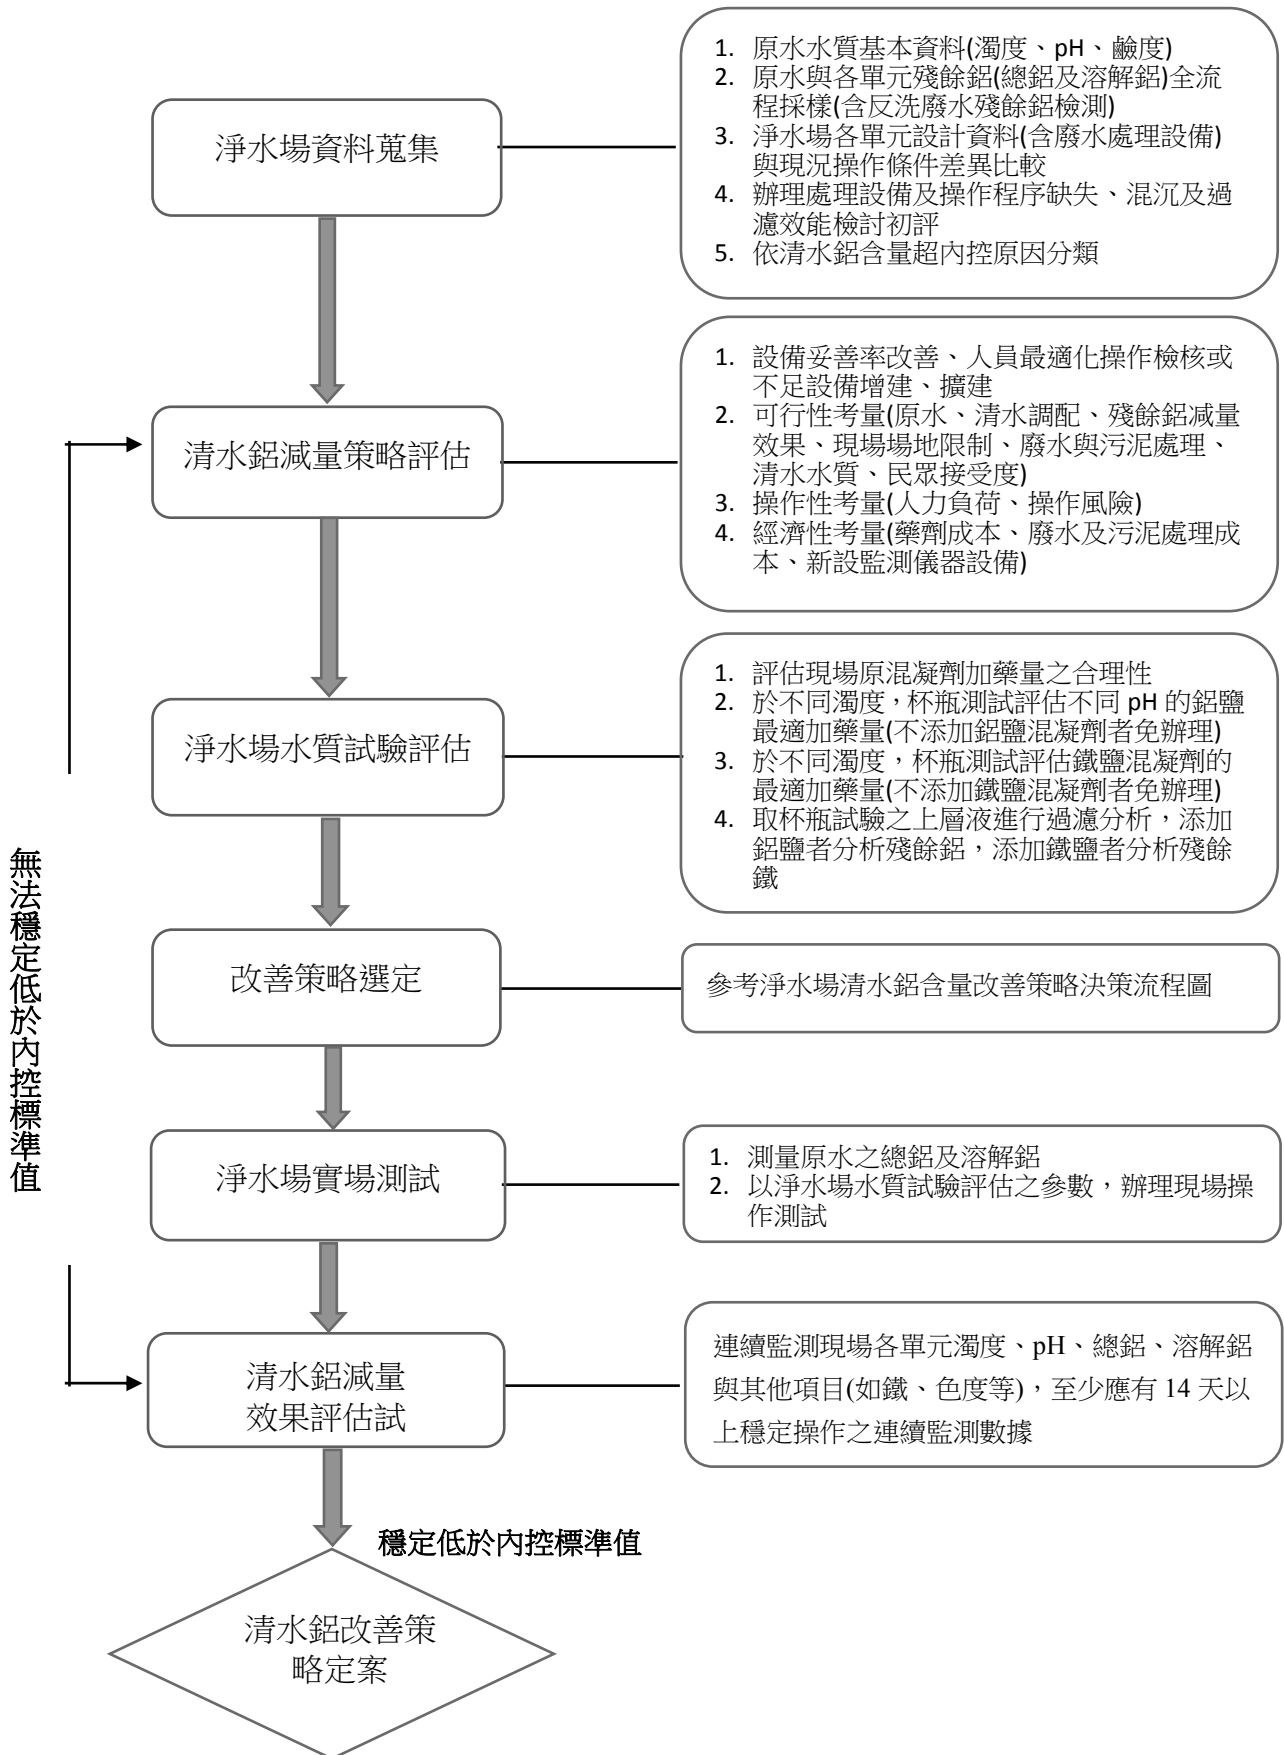 淨水場資料蒐集
1. 原水水質基本資料(濁度、pH、鹼度)
2. 原水與各單元殘餘鋁(總鋁及溶解鋁)全流
程採樣(含反洗廢水殘餘鋁檢測)
3. 淨水場各單元設計資料(含廢水處理設備)
與現況操作條件差異比較
4. 辦理處理設備及操作程序缺失、混沉及過
濾效能檢討初評
5. 依清水鋁含量超內控原因分類
清水鋁減量策略評估
1. 設備妥善率改善、人員最適化操作檢核或
不足設備增建、擴建
2. 可行性考量(原水、清水調配、殘餘鋁減量
效果、現場場地限制、廢水與污泥處理、
清水水質、民眾接受度)
3. 操作性考量(人力負荷、操作風險)
4. 經濟性考量(藥劑成本、廢水及污泥處理成
本、新設監測儀器設備)
淨水場水質試驗評估
1. 評估現場原混凝劑加藥量之合理性
2. 於不同濁度，杯瓶測試評估不同 pH 的鋁鹽
最適加藥量(不添加鋁鹽混凝劑者免辦理)
3. 於不同濁度，杯瓶測試評估鐵鹽混凝劑的
最適加藥量(不添加鐵鹽混凝劑者免辦理)
4. 取杯瓶試驗之上層液進行過濾分析，添加
鋁鹽者分析殘餘鋁，添加鐵鹽者分析殘餘
鐵
無法穩定低於內控標準值
改善策略選定
參考淨水場清水鋁含量改善策略決策流程圖
淨水場實場測試
1. 測量原水之總鋁及溶解鋁
2. 以淨水場水質試驗評估之參數，辦理現場操
作測試
清水鋁減量
效果評估試
連續監測現場各單元濁度、pH、總鋁、溶解鋁
與其他項目(如鐵、色度等)，至少應有 14 天以
上穩定操作之連續監測數據
穩定低於內控標準值
清水鋁改善策
略定案